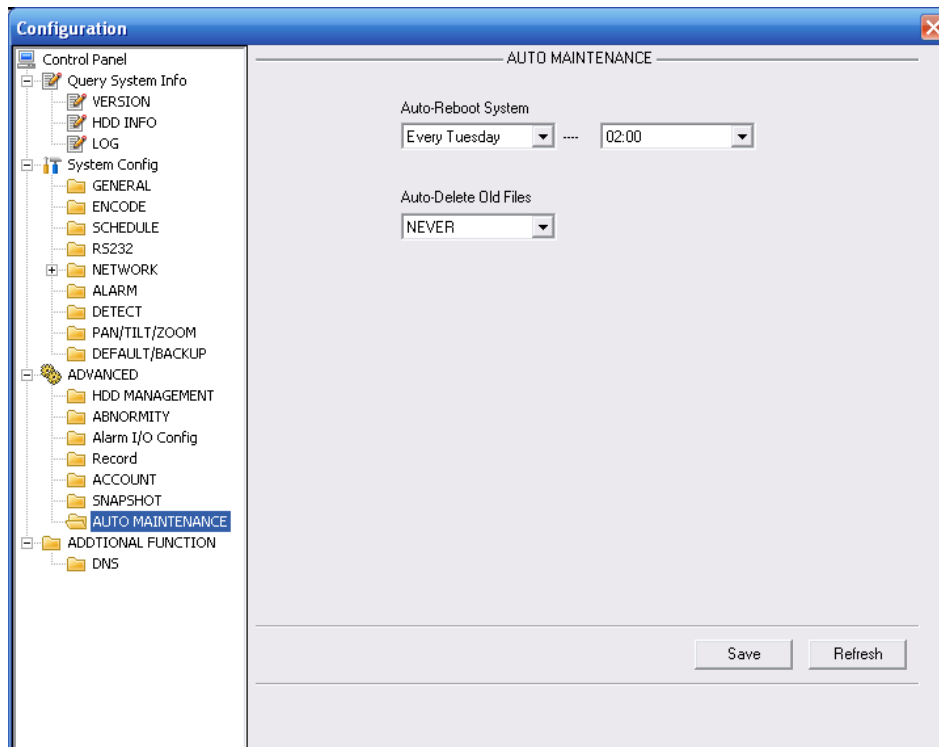 Configuration
Control Panel
Query System Info
VERSION
HDD INFO
LOG
System Config
GENERAL
ENCODE
SCHEDULE
RS232
NETWORK
ALARM
DETECT
PAN/TILT/ZOOM
DEFAULT/BACKUP
ADVANCED
HDD MANAGEMENT
ABNORMITY
Alarm I/O Config
Record
ACCOUNT
SNAPSHOT
AUTO MAINTENANCE
ADDTIONAL FUNCTION
DNS
AUTO MAINTENANCE
Auto-Reboot System
Every Tuesday ---- 02:00
Auto-Delete Old Files
NEVER
Save Refresh